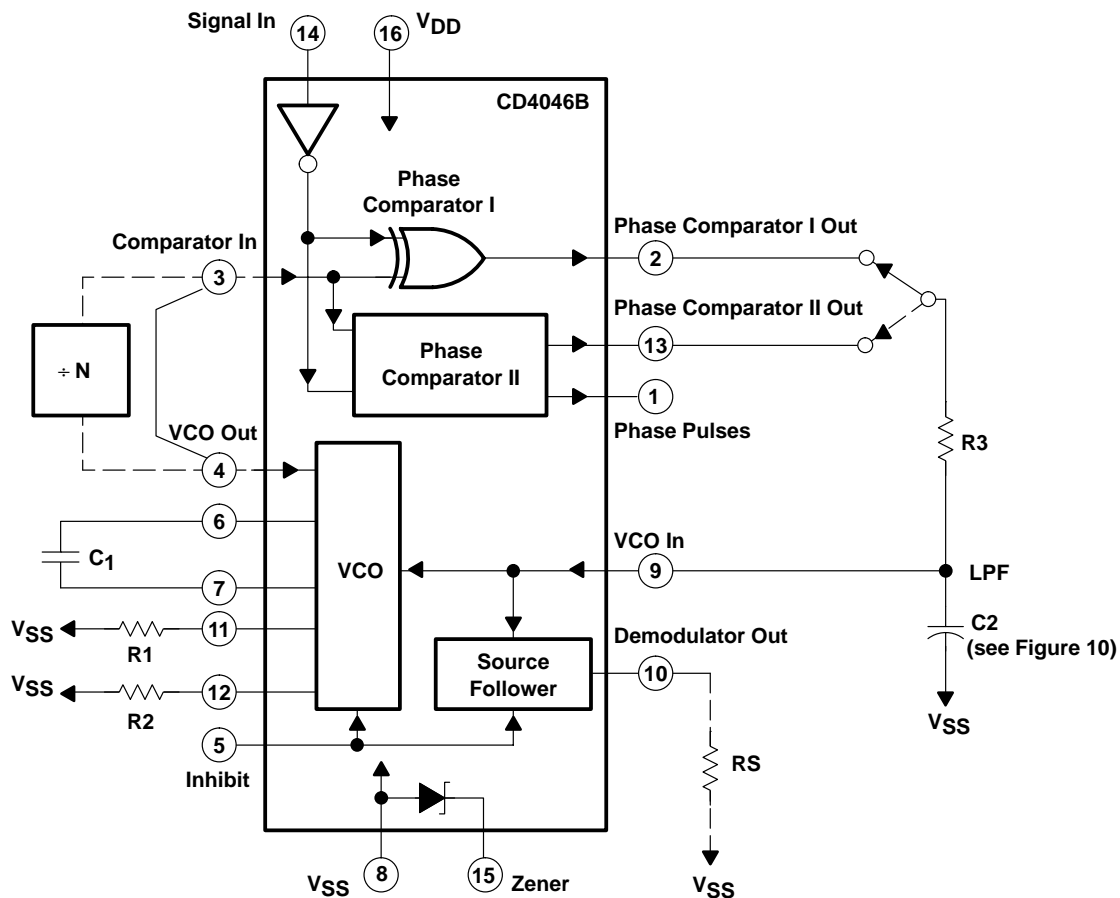 Signal In
14
16
VDD
CD4046B
Phase
Comparator I
Comparator In
3
Phase Comparator I Out
2
Phase Comparator II Out
13
÷ N
Phase
Comparator II
1
Phase Pulses
VCO Out
4
R3
6
C1
VCO
VCO In
9
LPF
7
VSS
R1
11
Demodulator Out
C2
(see Figure 10)
Source
Follower
10
VSS
R2
12
VSS
5
Inhibit
RS
VSS
8
15
Zener
VSS